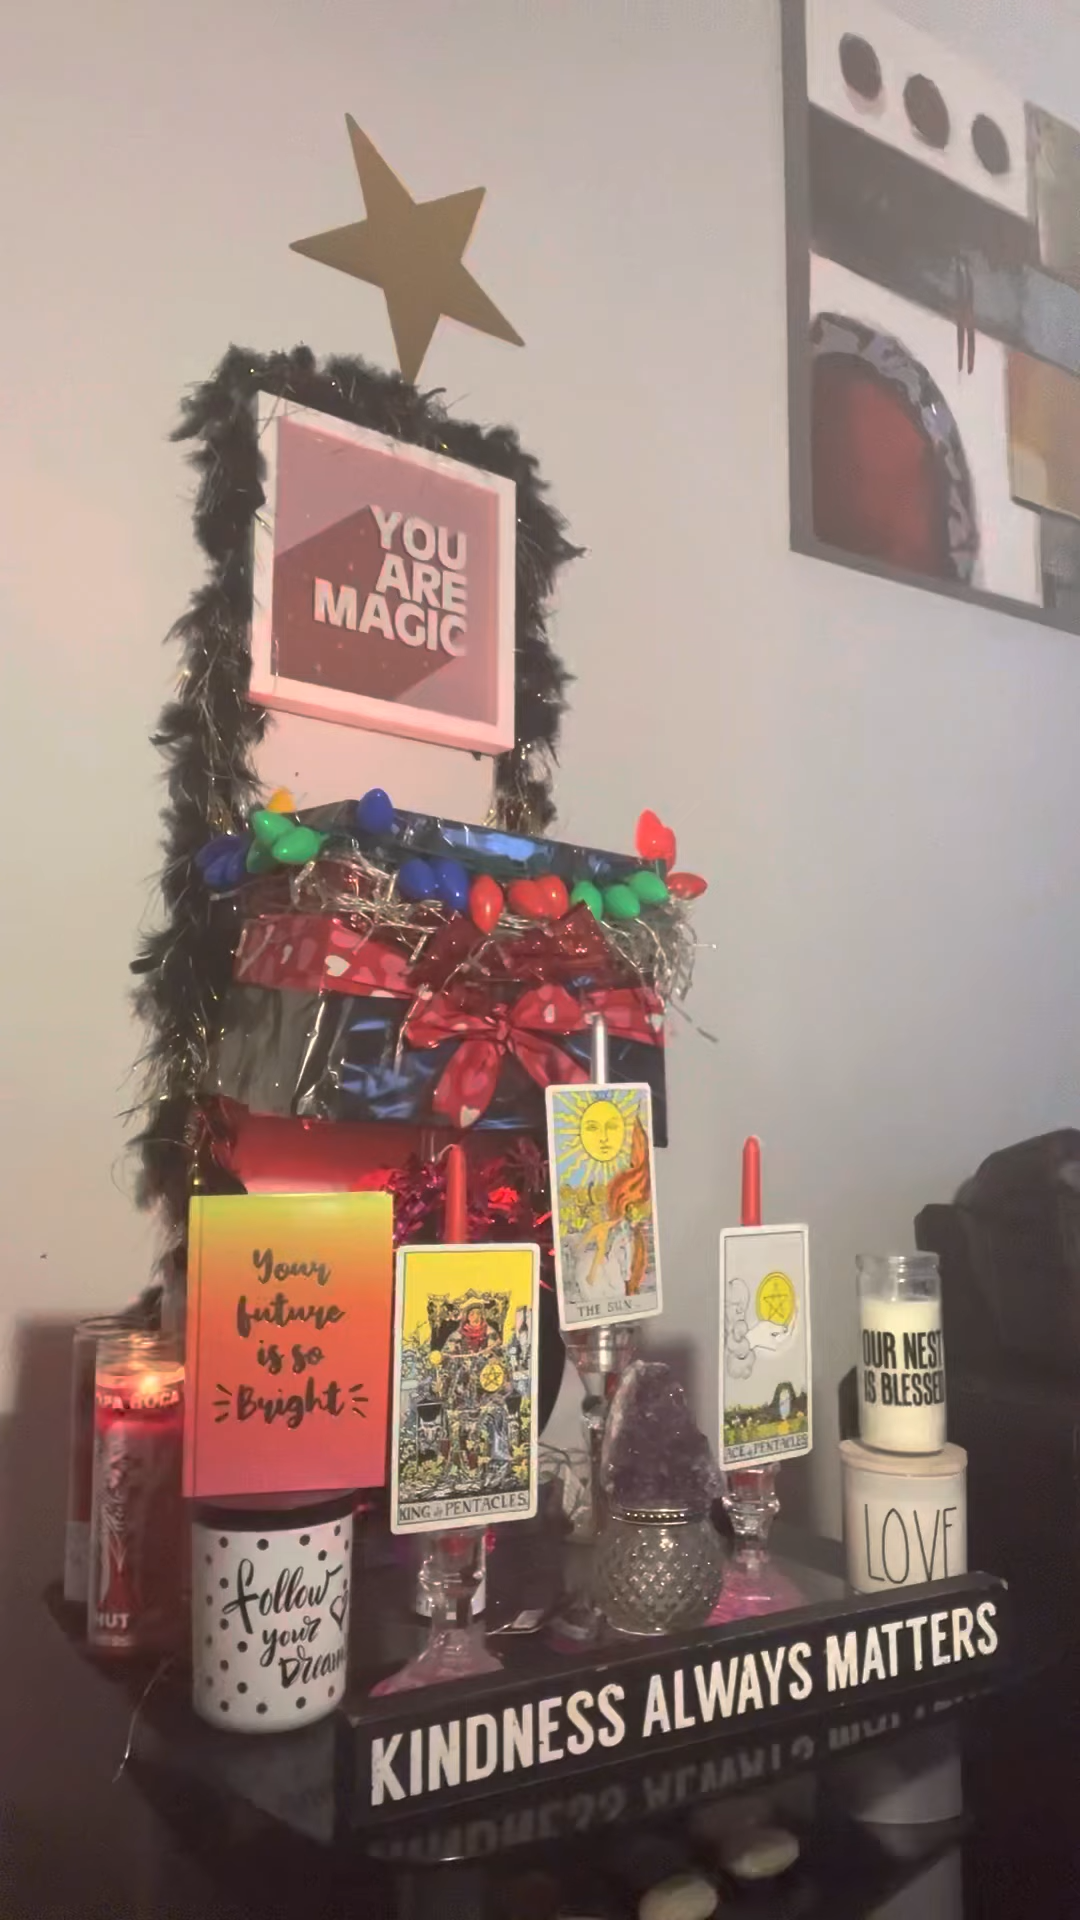 YOU
ARE
MAGIC
THE SUN.
Your
future
is so
Bright
KING of PENTACLES.
ACE of PENTACLES
OUR NEST
IS BLESSED
LOVE
Follow
your
Dreams
KINDNESS ALWAYS MATTERS